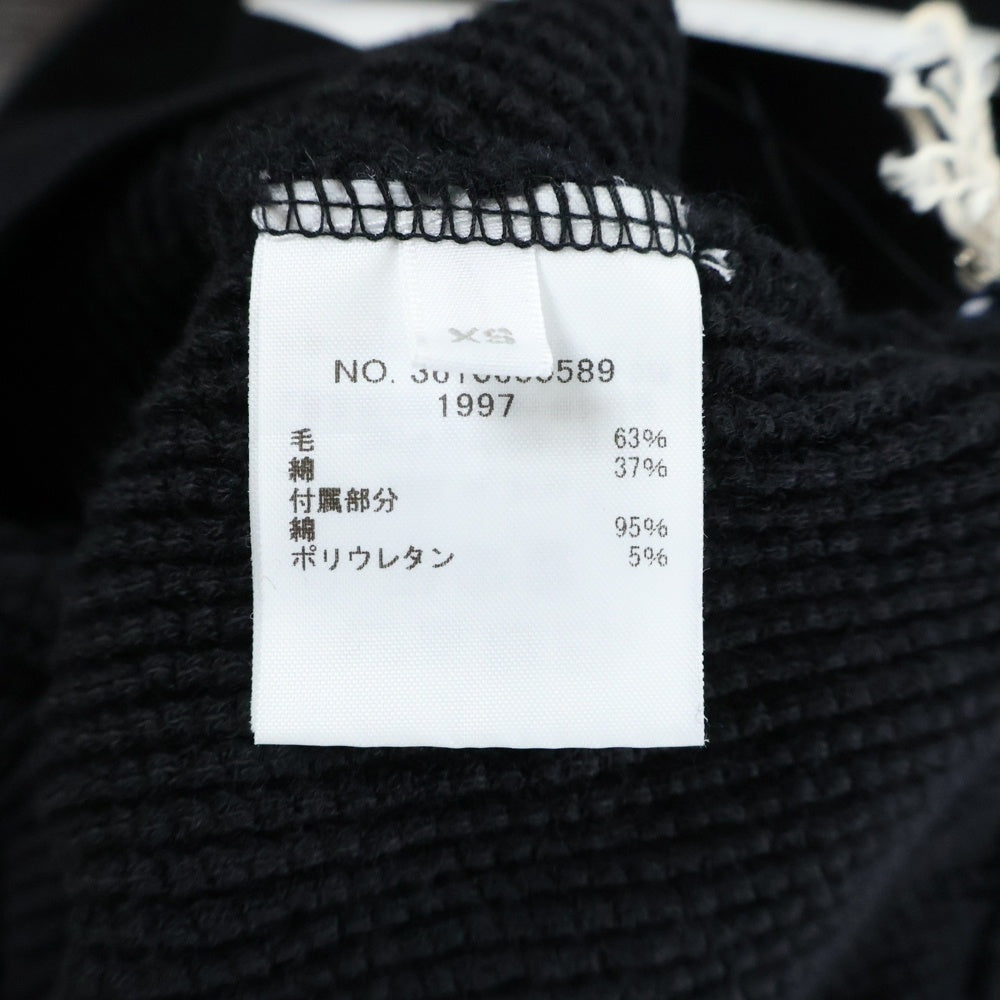 XS
NO.
1997
毛 63%
綿 37%
付属部分
綿 95%
ポリウレタン 5%